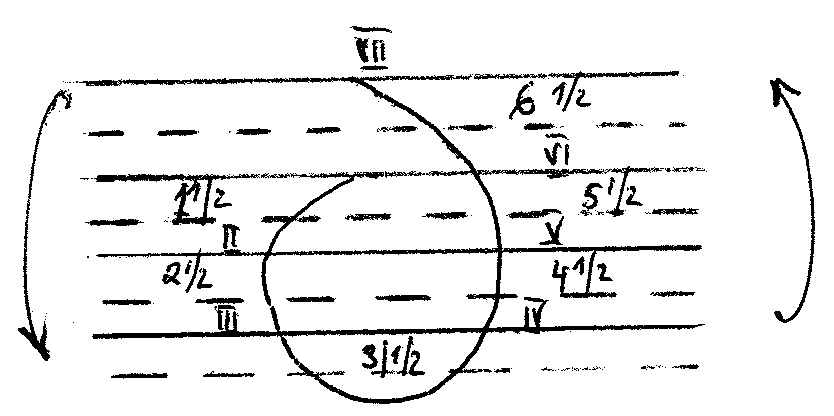 VII
6 1/2
VI
1 1/2 5 1/2
II V
2 1/2 4 1/2
III IV
3 1/2